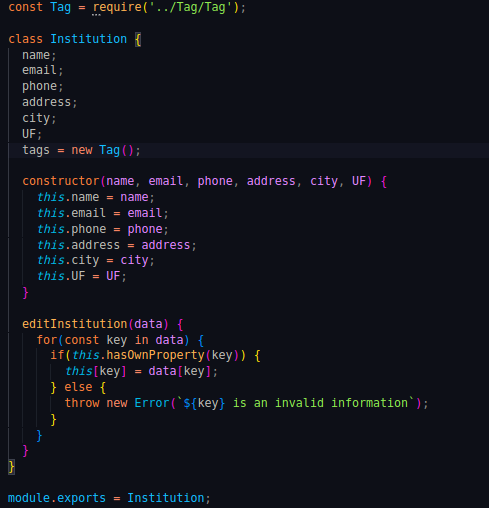 const Tag = require('../Tag/Tag');
class Institution {
name;
email;
phone;
address;
city;
UF;
tags = new Tag();
constructor(name, email, phone, address, city, UF) {
this.name = name;
this.email = email;
this.phone = phone;
this.address = address;
this.city = city;
this.UF = UF;
}
editInstitution(data) {
for(const key in data) {
if(this.hasOwnProperty(key)) {
this[key] = data[key];
} else {
throw new Error(`${key} is an invalid information`);
}
}
}
}
module.exports = Institution;